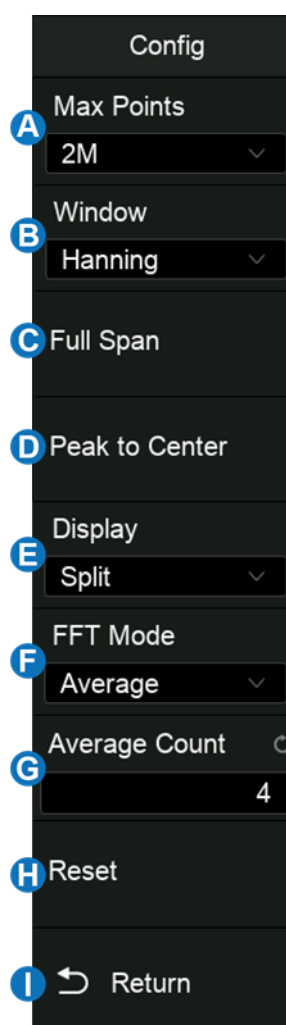 Config
A
Max Points
2M
B
Window
Hanning
C Full Span
D Peak to Center
E
Display
Split
F
FFT Mode
Average
G
Average Count
4
H Reset
I Return